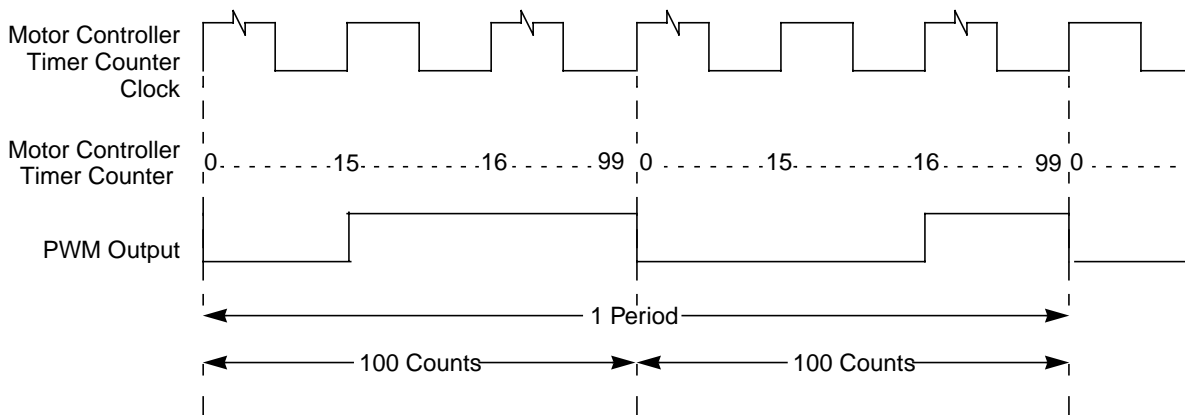 Motor Controller
Timer Counter
Clock
Motor Controller
Timer Counter
0 15 16 99 0 15 16 99 0
PWM Output
1 Period
100 Counts 100 Counts